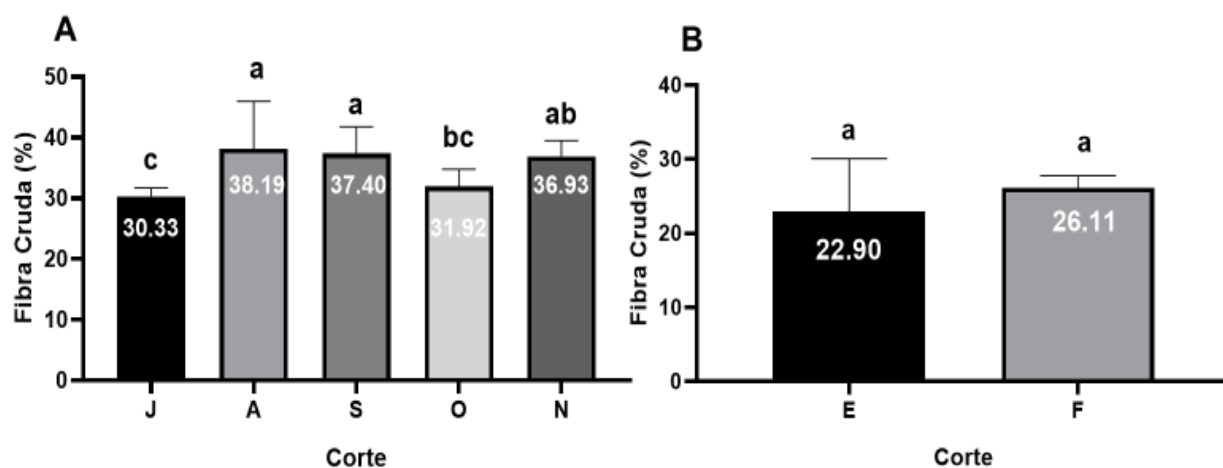 A
a
a
ab
bc
c
50
40
30
20
10
0
Fibra Cruda (%)
30.33
38.19
37.40
31.92
36.93
J
A
S
O
N
Corte
B
a
a
40
30
20
10
0
Fibra Cruda (%)
22.90
26.11
E
F
Corte